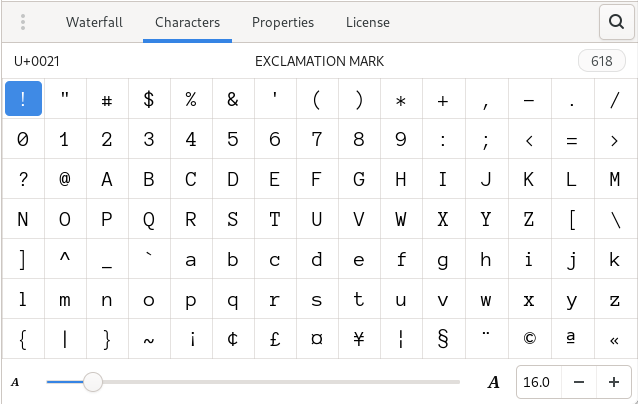 Waterfall Characters Properties License
U+0021 EXCLAMATION MARK 618
! " # $ % & ' ( ) * + , - . /
0 1 2 3 4 5 6 7 8 9 : ; < = >
? @ A B C D E F G H I J K L M
N O P Q R S T U V W X Y Z [ \
] ^ _ ` a b c d e f g h i j k
l m n o p q r s t u v w x y z
{ | } ~ ¡ ¢ £ ¤ ¥ ¦ § ¨ © ª «
A A 16.0 − +